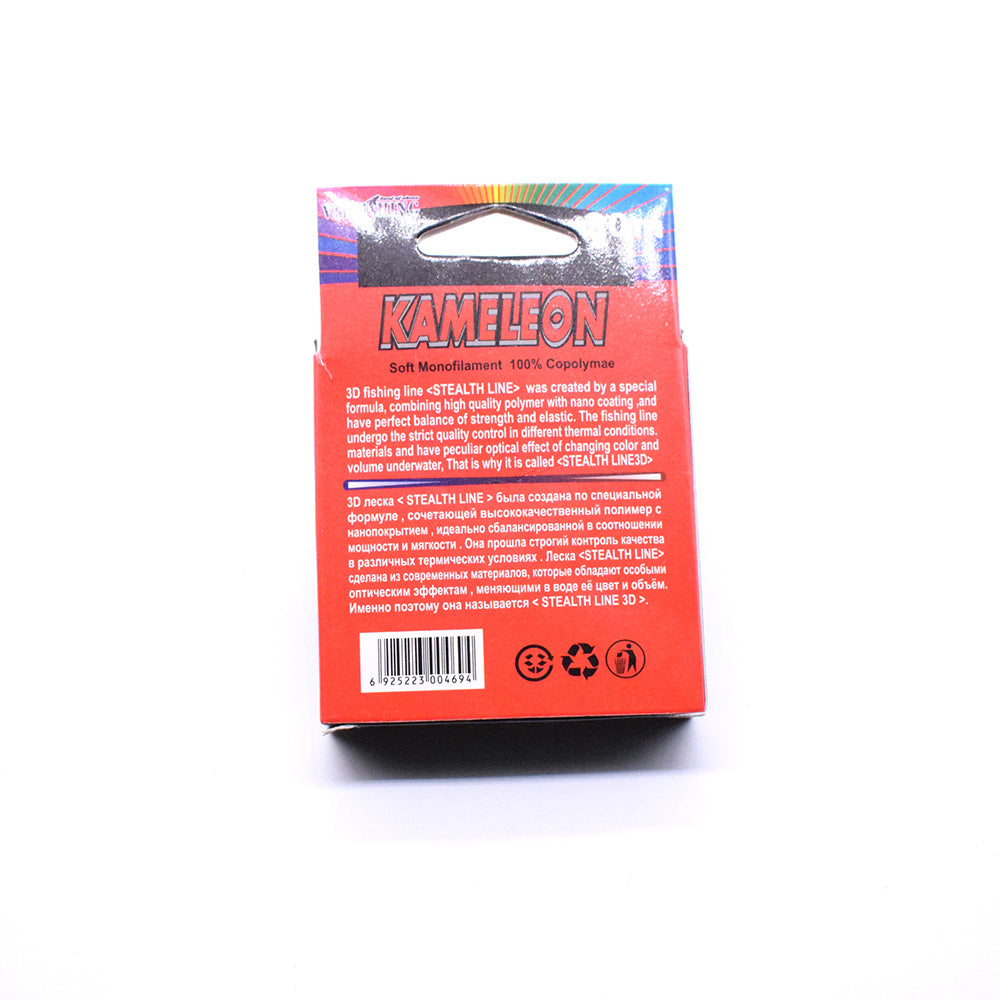 KAMELEON
Soft Monofilament 100% Copolymae
3D fishing line <STEALTH LINE> was created by a special
formula, combining high quality polymer with nano coating ,and
have perfect balance of strength and elastic. The fishing line
undergo the strict quality control in different thermal conditions.
materials and have peculiar optical effect of changing color and
volume underwater, That is why it is called <STEALTH LINE3D>
3D леска < STEALTH LINE > была создана по специальной
формуле , сочетающей высококачественный полимер с
нанопокрытием , идеально сбалансированной в соотношении
мощности и мягкости . Она прошла строгий контроль качества
в различных термических условиях . Леска <STEALTH LINE>
сделана из современных материалов, которые обладают особыми
оптическим эффектам , меняющими в воде её цвет и объём.
Именно поэтому она называется < STEALTH LINE 3D >.
6 925223 004694